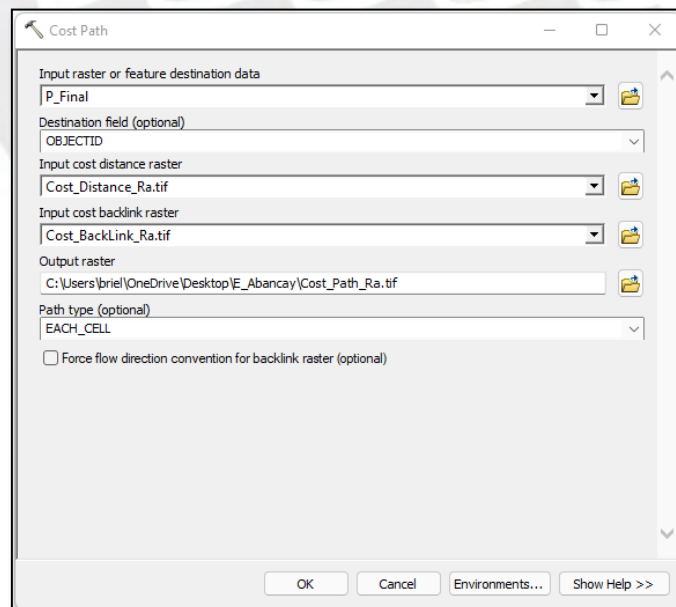 Cost Path
Input raster or feature destination data
P_Final
Destination field (optional)
OBJECTID
Input cost distance raster
Cost_Distance_Ra.tif
Input cost backlink raster
Cost_BackLink_Ra.tif
Output raster
C:\Users\briel\OneDrive\Desktop\E_Abancay\Cost_Path_Ra.tif
Path type (optional)
EACH_CELL
Force flow direction convention for backlink raster (optional)
OK Cancel Environments... Show Help >>